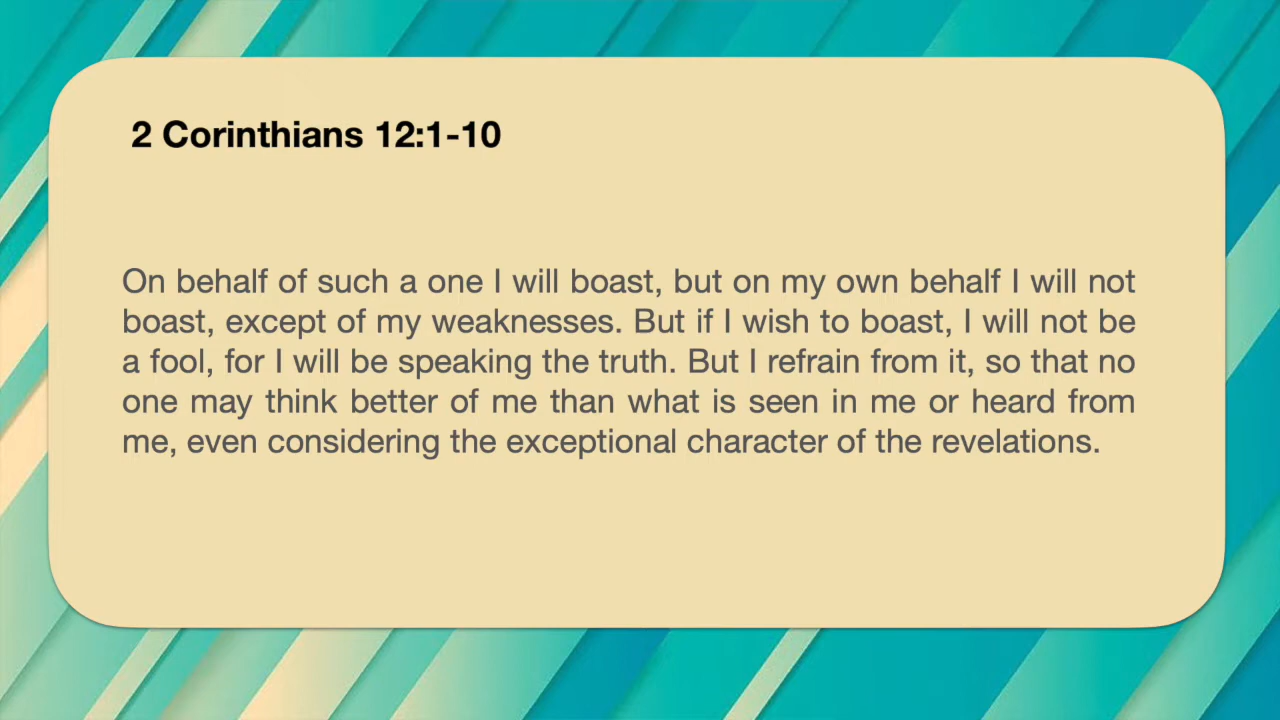 2 Corinthians 12:1-10
On behalf of such a one I will boast, but on my own behalf I will not
boast, except of my weaknesses. But if I wish to boast, I will not be
a fool, for I will be speaking the truth. But I refrain from it, so that no
one may think better of me than what is seen in me or heard from
me, even considering the exceptional character of the revelations.